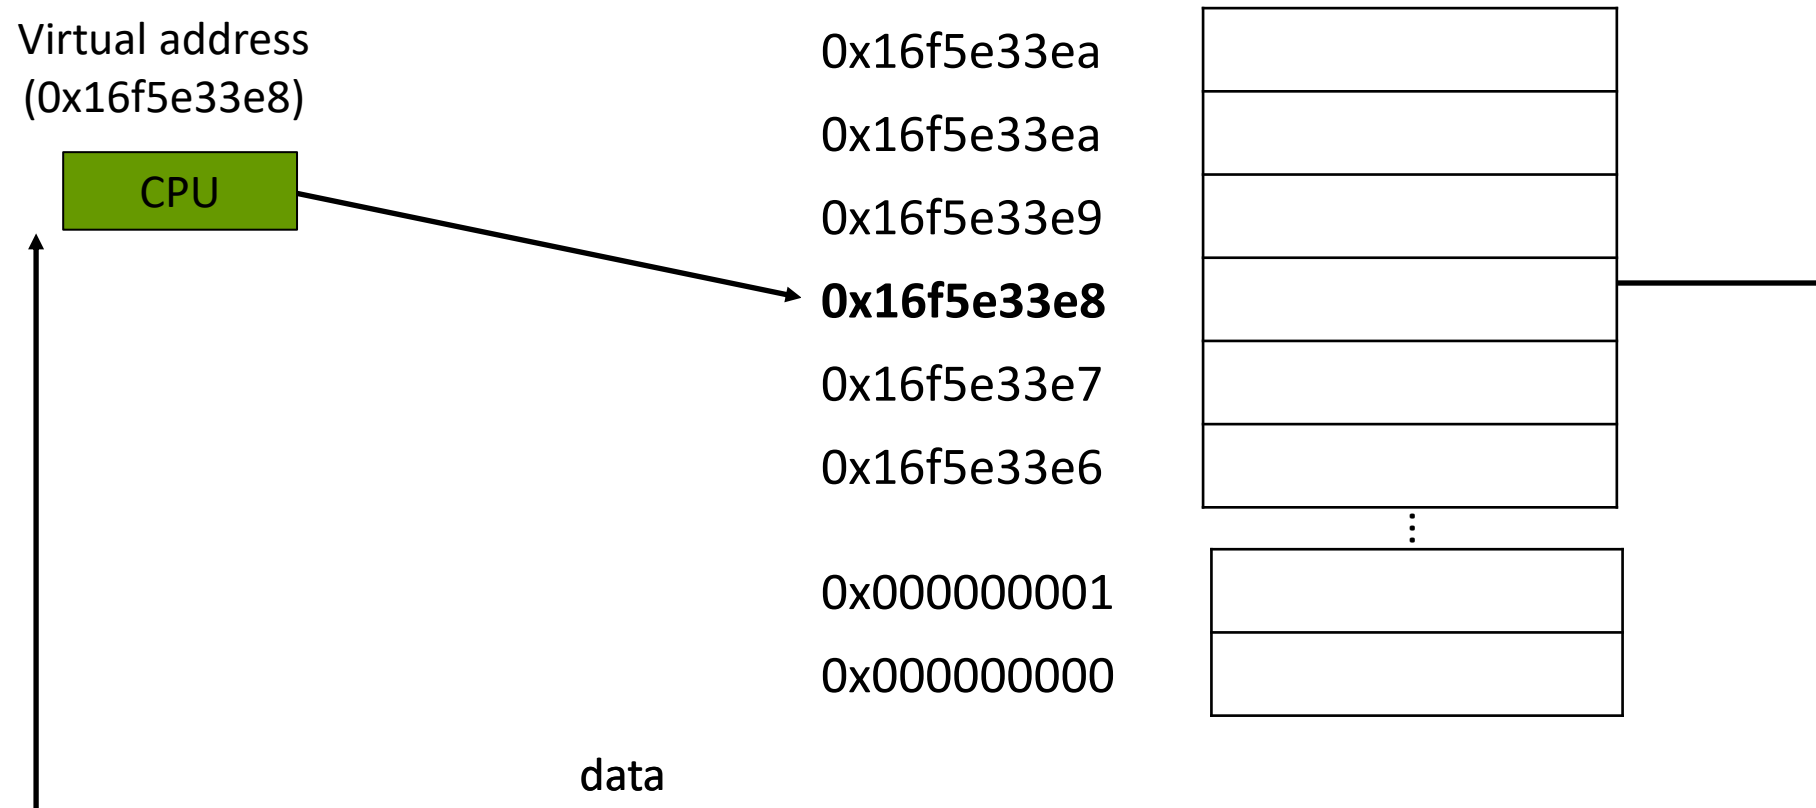 Virtual address
(0x16f5e33e8)
CPU
0x16f5e33ea
0x16f5e33ea
0x16f5e33e9
0x16f5e33e8
0x16f5e33e7
0x16f5e33e6
...
0x000000001
0x000000000
data